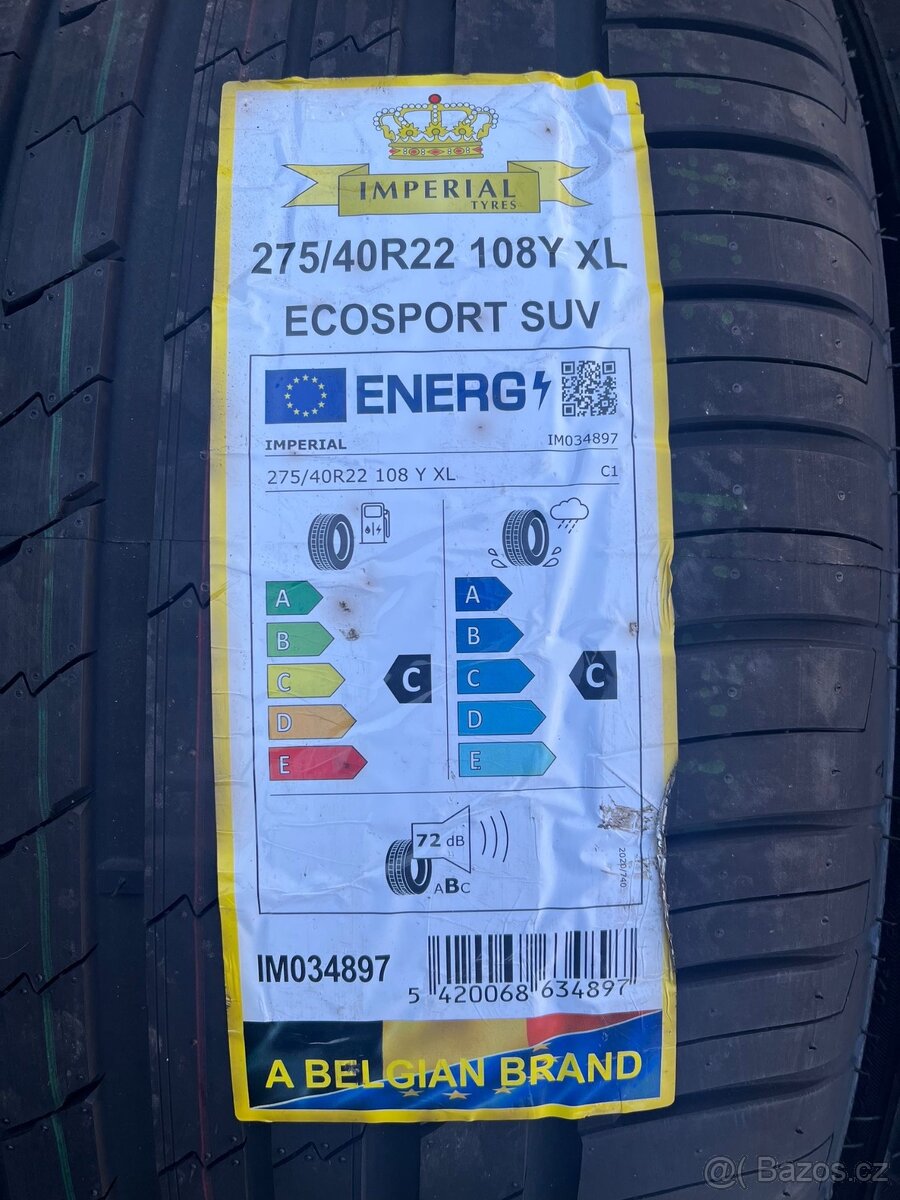 IMPERIAL
TYRES
275/40R22 108Y XL
ECOSPORT SUV
ENERG
IMPERIAL IM034897
275/40R22 108 Y XL C1
A A
B B
C C C C
D D
E E
72 dB
ABC
2020/740
IM034897
5 420068 634897
A BELGIAN BRAND
@( Bazos.cz